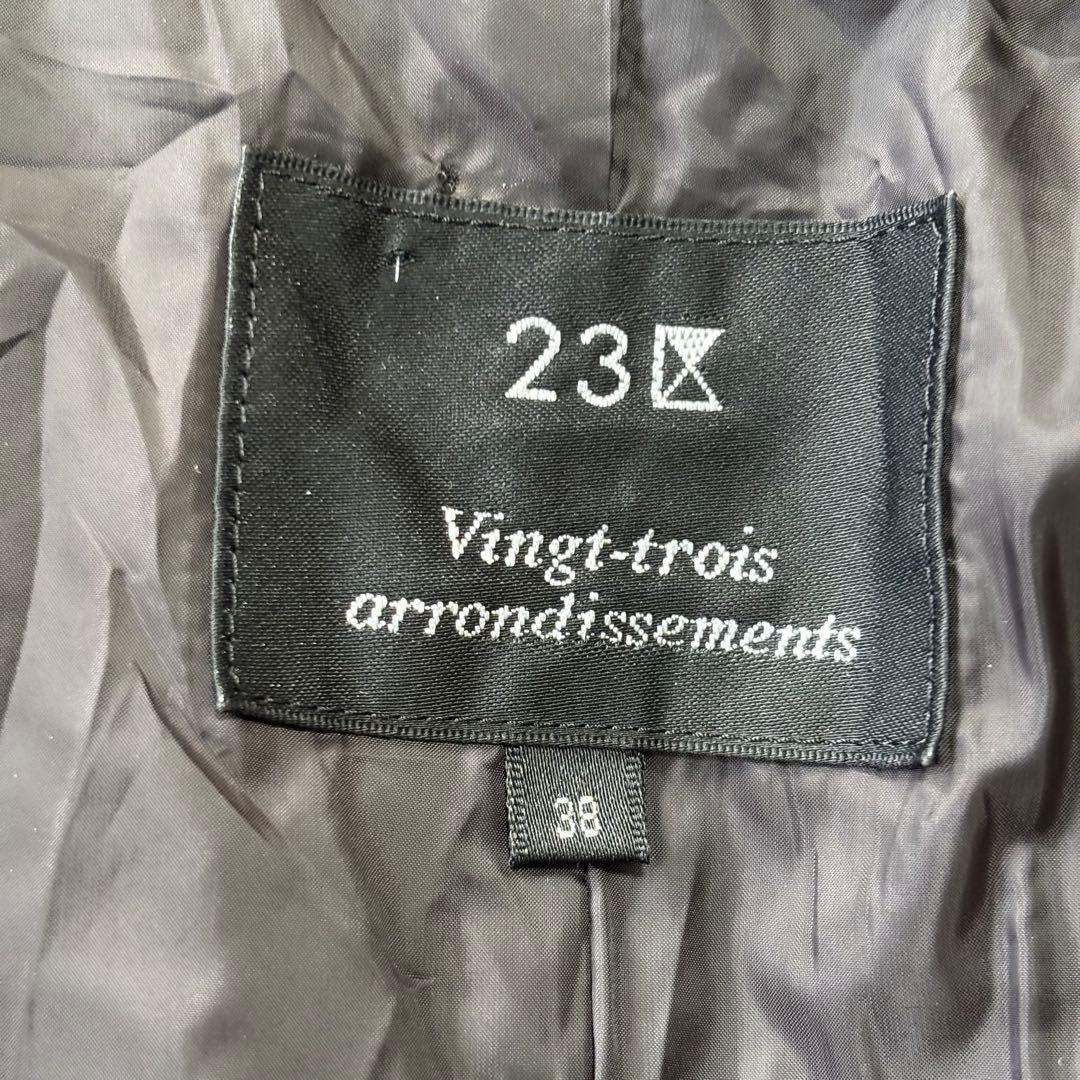 23区
Vingt-trois
arrondissements
38